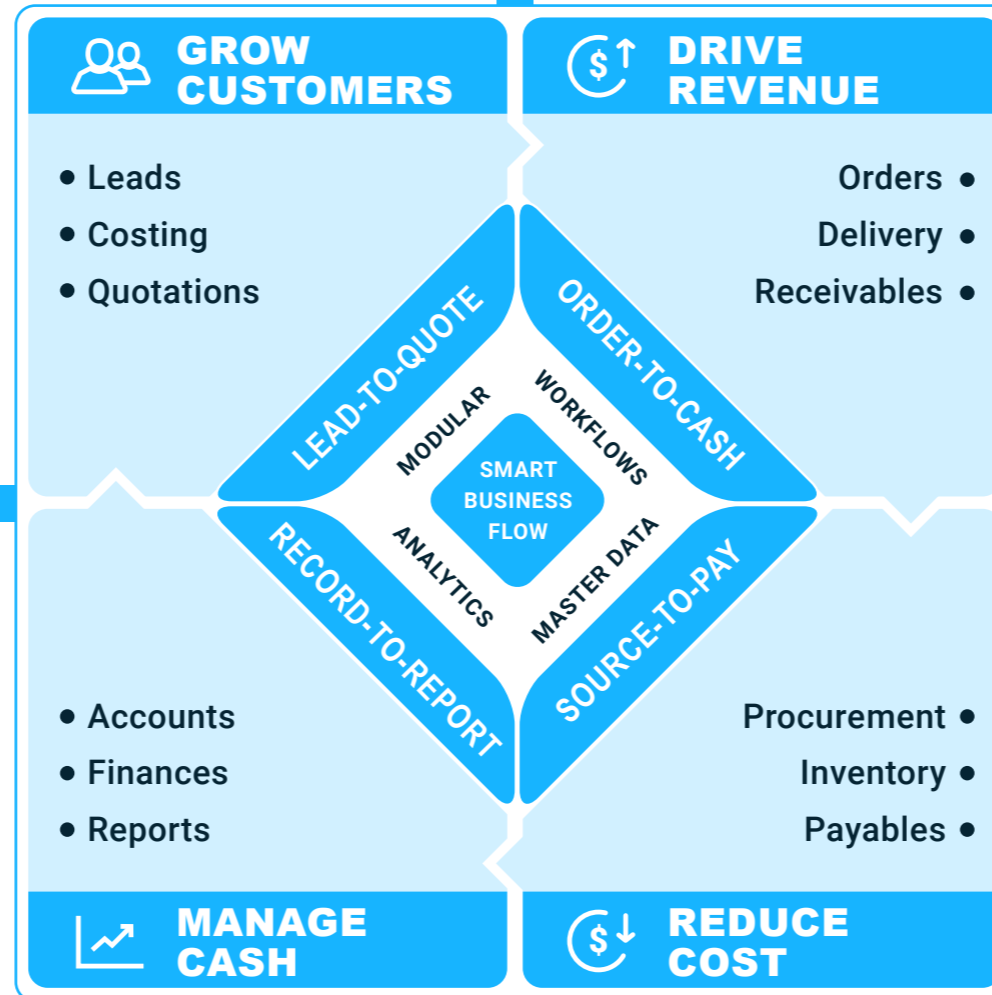 GROW
CUSTOMERS
• Leads
• Costing
• Quotations
DRIVE
REVENUE
Orders •
Delivery •
Receivables •
LEAD-TO-QUOTE
ORDER-TO-CASH
MODULAR
WORKFLOWS
SMART
BUSINESS
FLOW
ANALYTICS
MASTER DATA
RECORD-TO-REPORT
SOURCE-TO-PAY
• Accounts
• Finances
• Reports
MANAGE
CASH
Procurement •
Inventory •
Payables •
REDUCE
COST
$
$